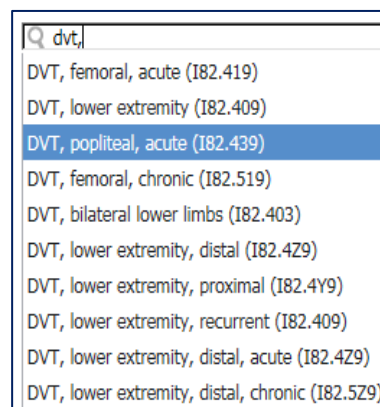 dvt,
DVT, femoral, acute (I82.419)
DVT, lower extremity (I82.409)
DVT, popliteal, acute (I82.439)
DVT, femoral, chronic (I82.519)
DVT, bilateral lower limbs (I82.403)
DVT, lower extremity, distal (I82.4Z9)
DVT, lower extremity, proximal (I82.4Y9)
DVT, lower extremity, recurrent (I82.409)
DVT, lower extremity, distal, acute (I82.4Z9)
DVT, lower extremity, distal, chronic (I82.5Z9)